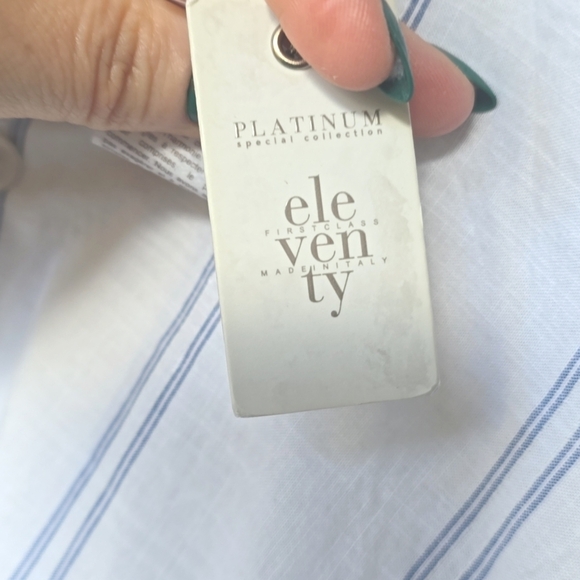 PLATINUM
special collection
ele
FIRSTCLASS
ven
MADEINITALY
ty